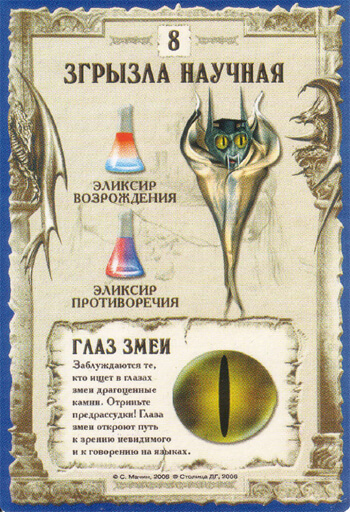 8
ЗГРЫЗЛА НАУЧНАЯ
ЭЛИКСИР
ВОЗРОЖДЕНИЯ
ЭЛИКСИР
ПРОТИВОРЕЧИЯ
ГЛАЗ ЗМЕИ
Заблуждаются те,
кто ищет в глазах
змеи драгоценные
камни. Отриньте
предрассудки! Глаза
змеи откроют путь
к зрению невидимого
и к говорению на языках.
© С. Мачин, 2006 © Столица ДГ, 2006